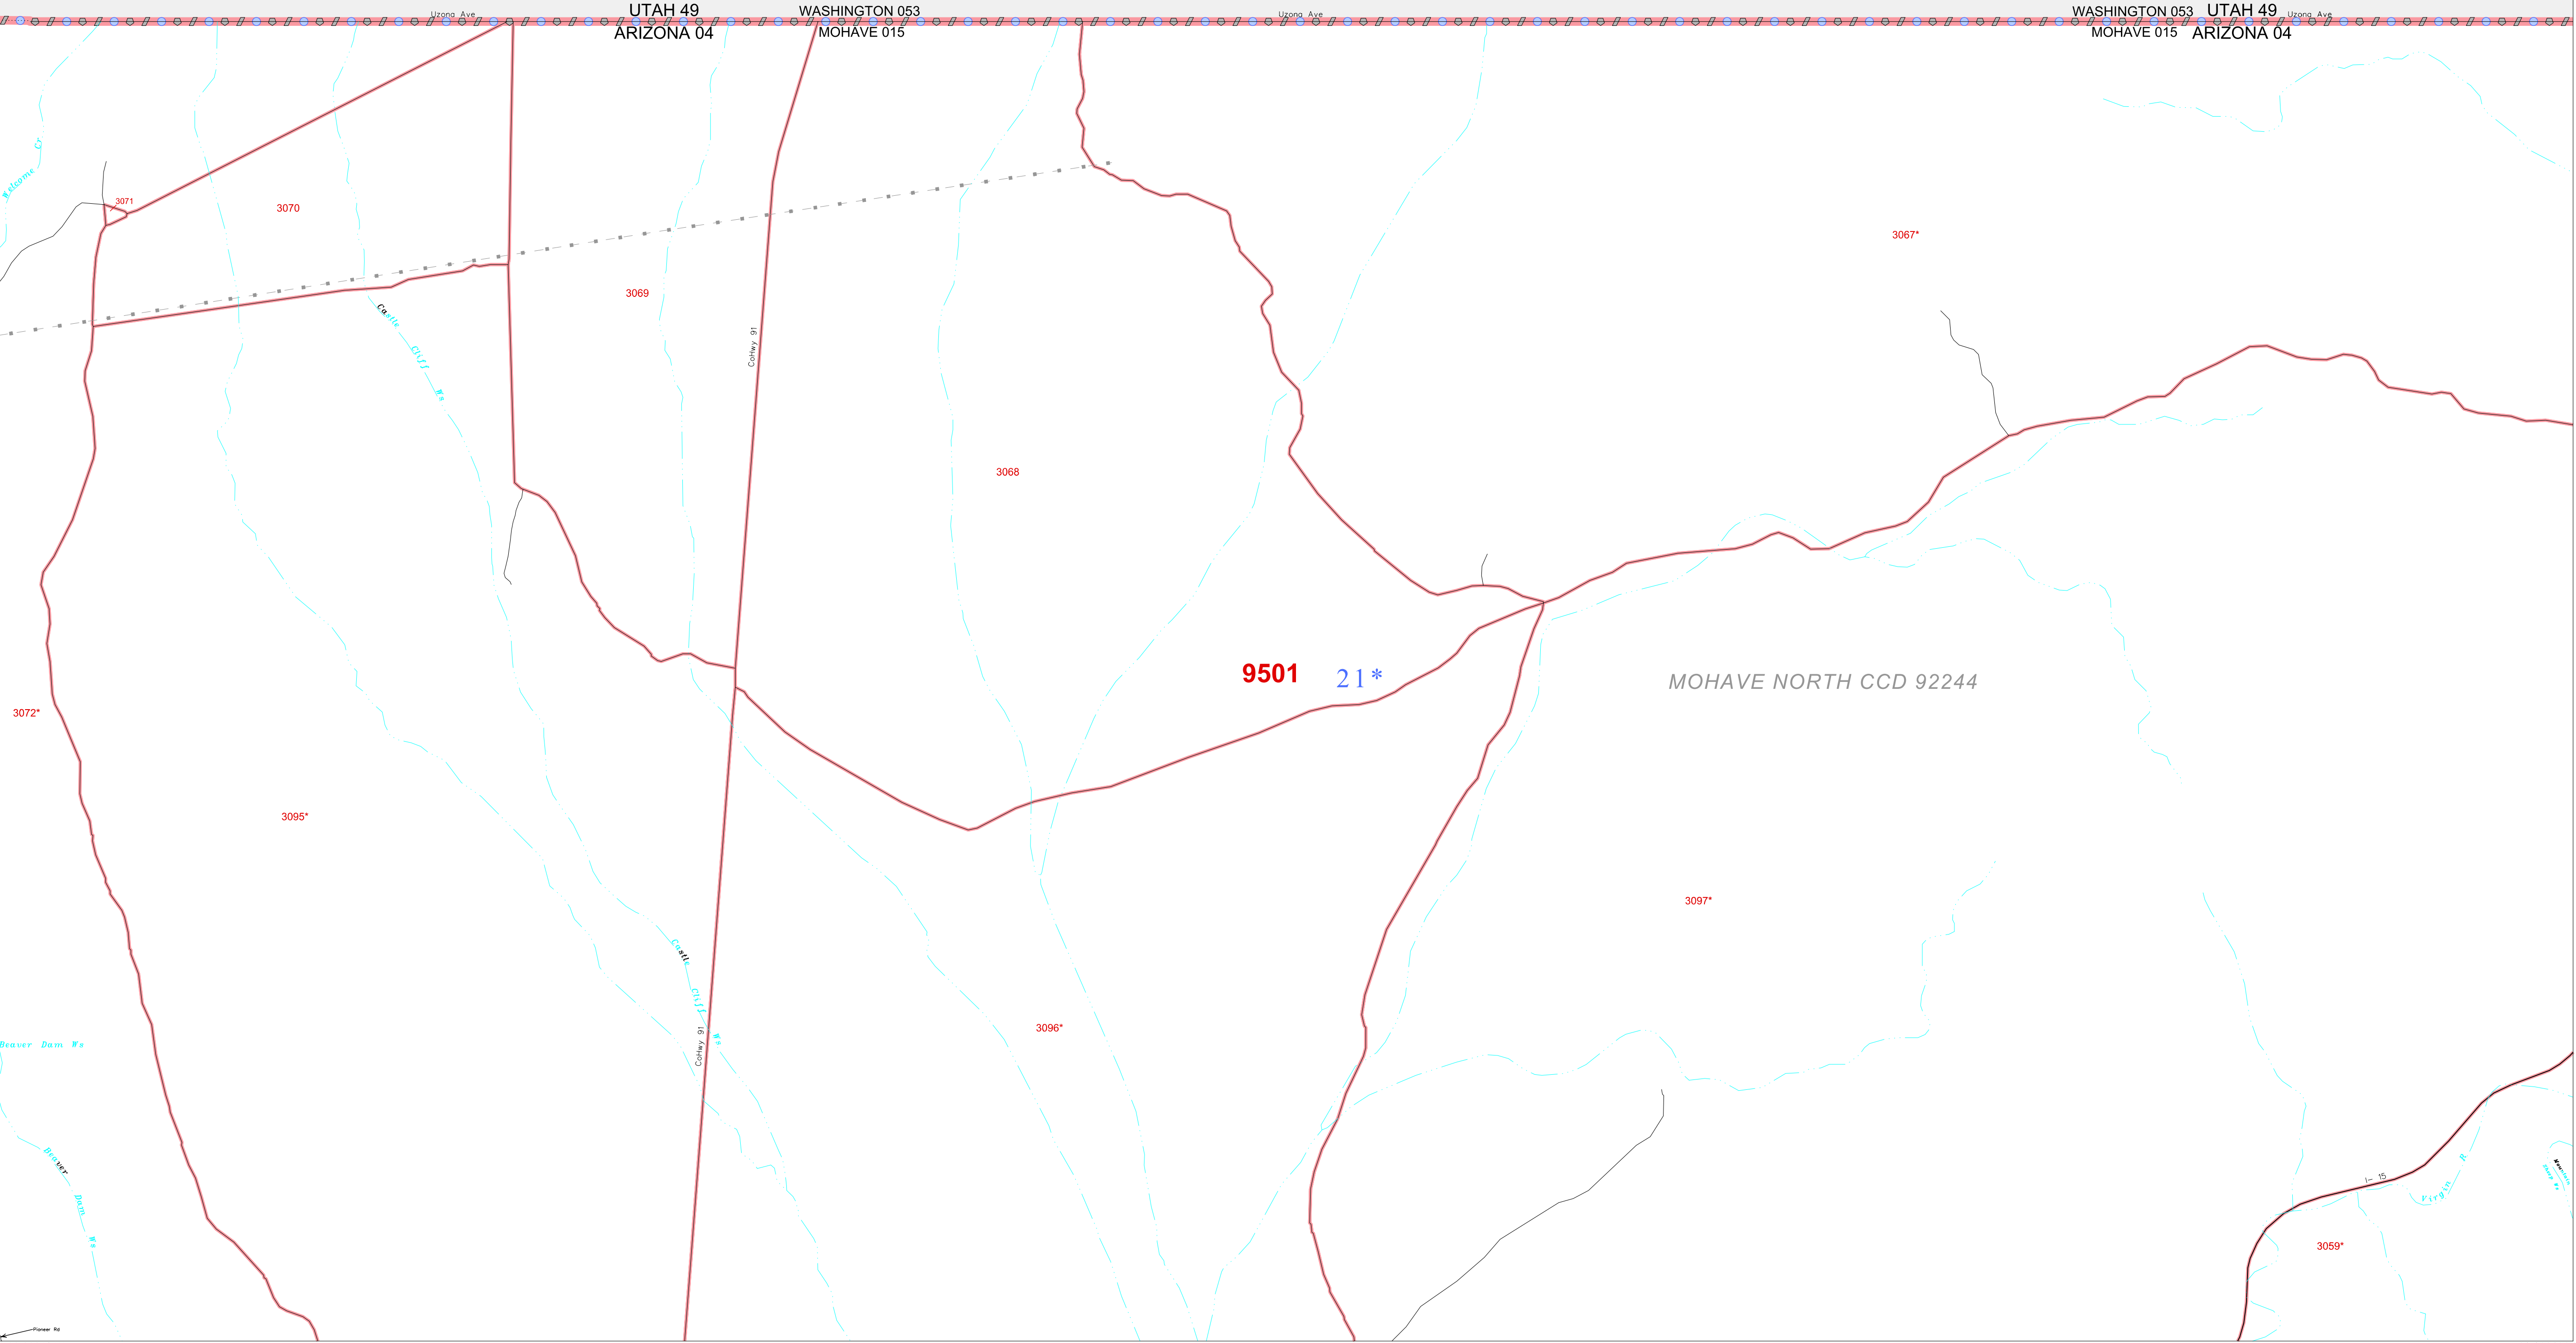 UTAH 49
WASHINGTON 053
WASHINGTON 053
UTAH 49
Uzona Ave
Uzona Ave
Uzona Ave
ARIZONA 04
MOHAVE 015
MOHAVE 015
ARIZONA 04
Welcome Cr
3071
3070
3067*
3069
Castle Cliff Ws
CoHwy 91
3068
9501
21*
MOHAVE NORTH CCD 92244
3072*
3095*
3097*
Castle Cliff Ws
3096*
CoHwy 91
Beaver Dam Ws
Beaver Dam Ws
I- 15
Virgin R
3059*
Pioneer Rd